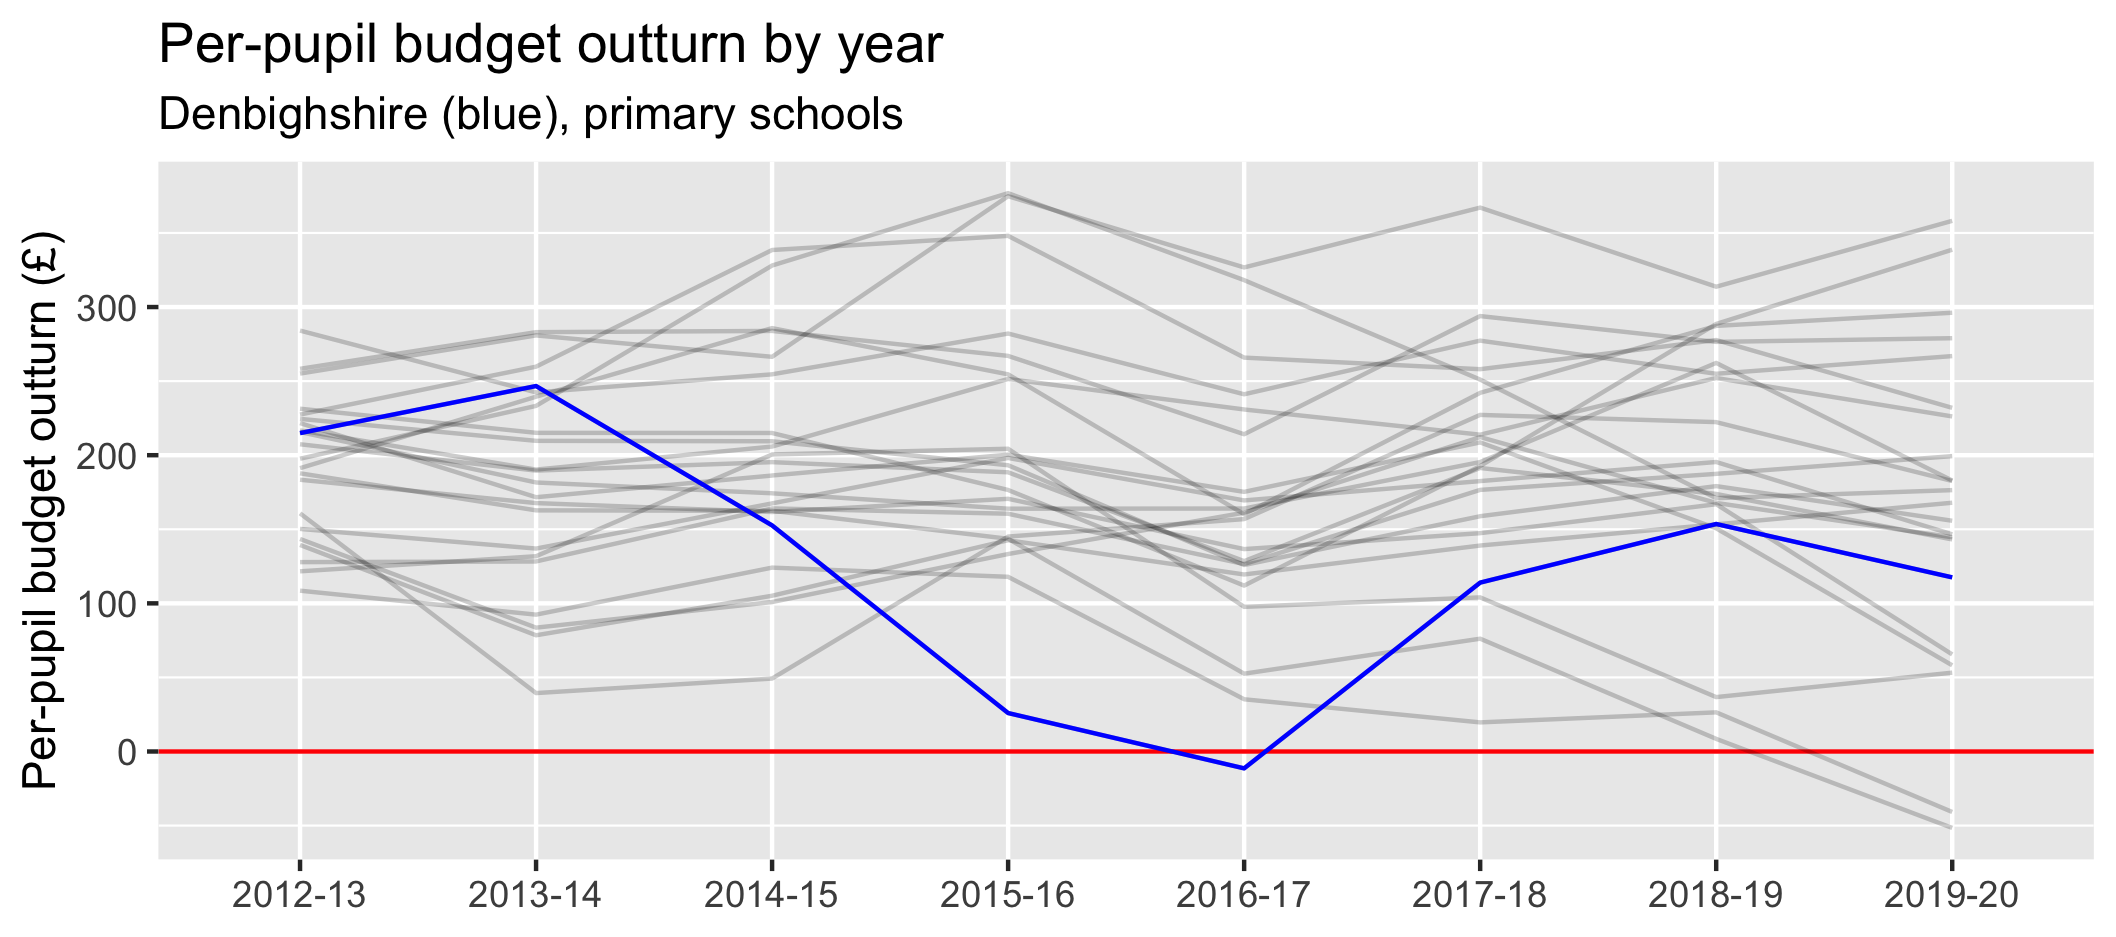 Per-pupil budget outturn by year
Denbighshire (blue), primary schools
Per-pupil budget outturn (£)
300
200
100
0
2012-13 2013-14 2014-15 2015-16 2016-17 2017-18 2018-19 2019-20